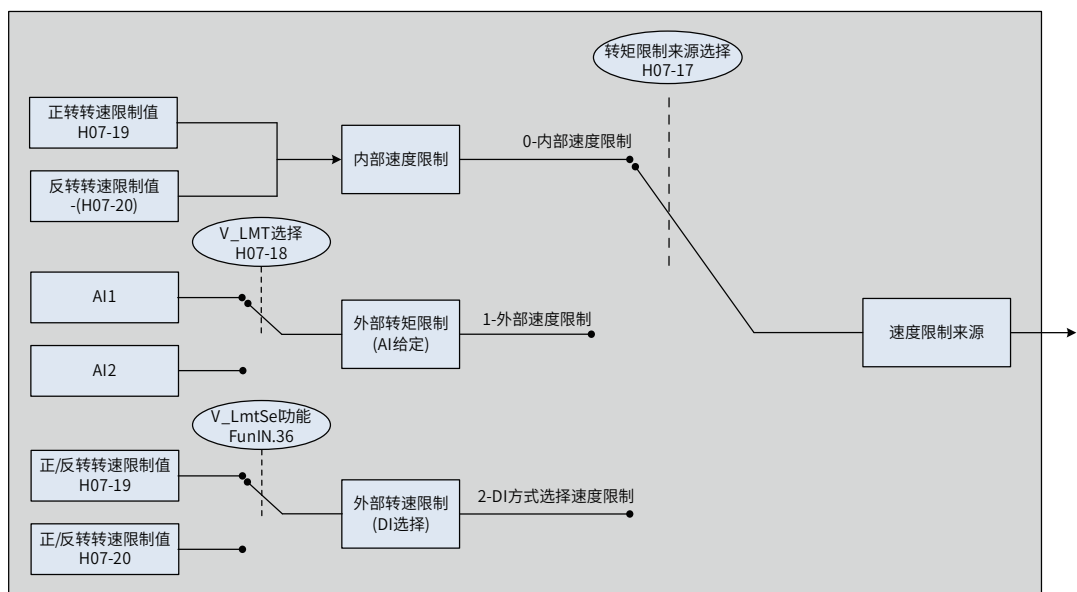 转矩限制来源选择
H07-17
正转转速限制值
H07-19
内部速度限制
0-内部速度限制
反转转速限制值
-(H07-20)
V_LMT选择
H07-18
AI1
外部转矩限制
(AI给定)
1-外部速度限制
速度限制来源
AI2
V_LmtSel功能
FunIN.36
正/反转转速限制值
H07-19
外部转速限制
(DI选择)
2-DI方式选择速度限制
正/反转转速限制值
H07-20